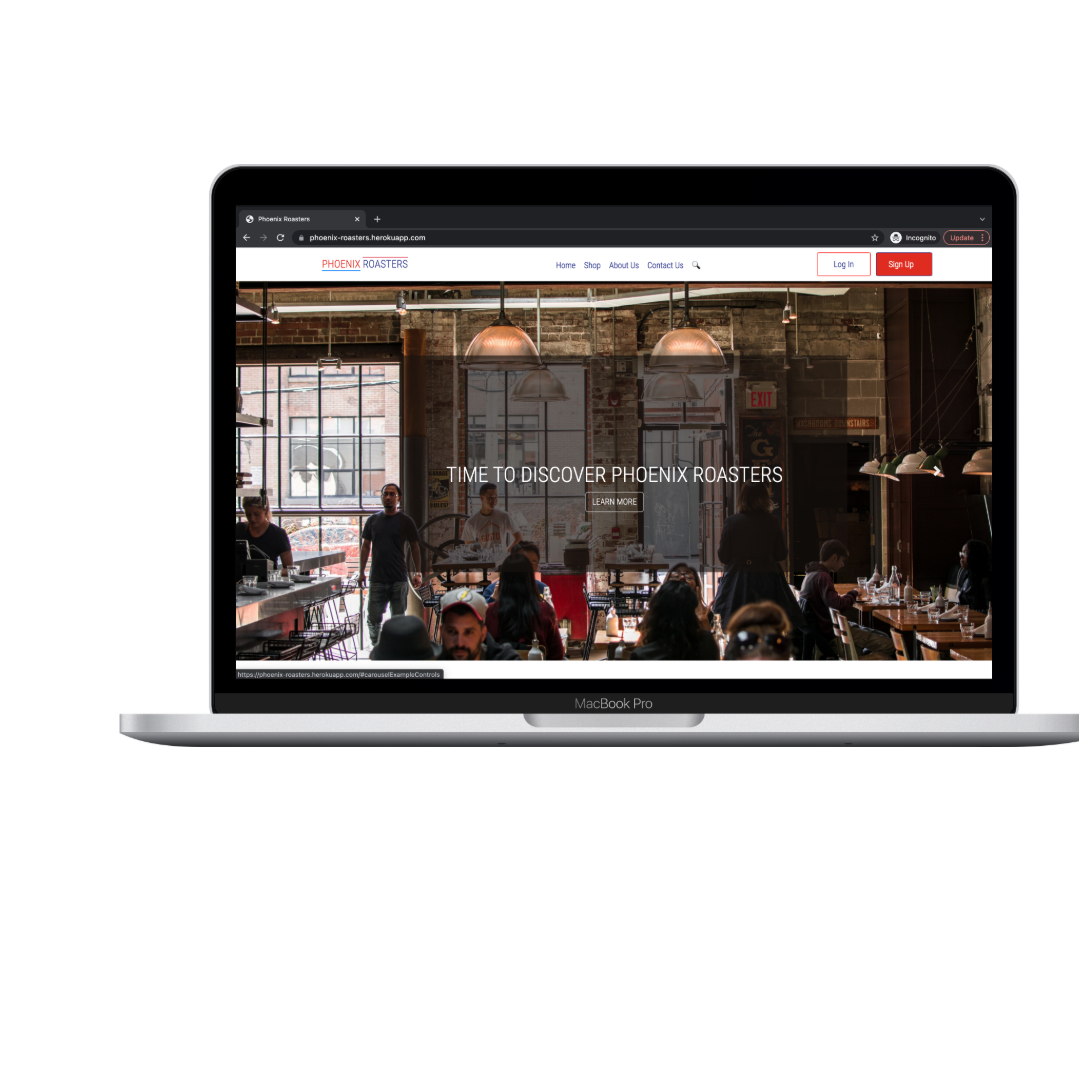 Phoenix Roasters
phoenix-roasters.herokuapp.com
Incognito
Update
PHOENIX ROASTERS
Home
Shop
About Us
Contact Us
Log In
Sign Up
EXIT
TIME TO DISCOVER PHOENIX ROASTERS
LEARN MORE
https://phoenix-roasters.herokuapp.com/#carouselExampleControls
MacBook Pro